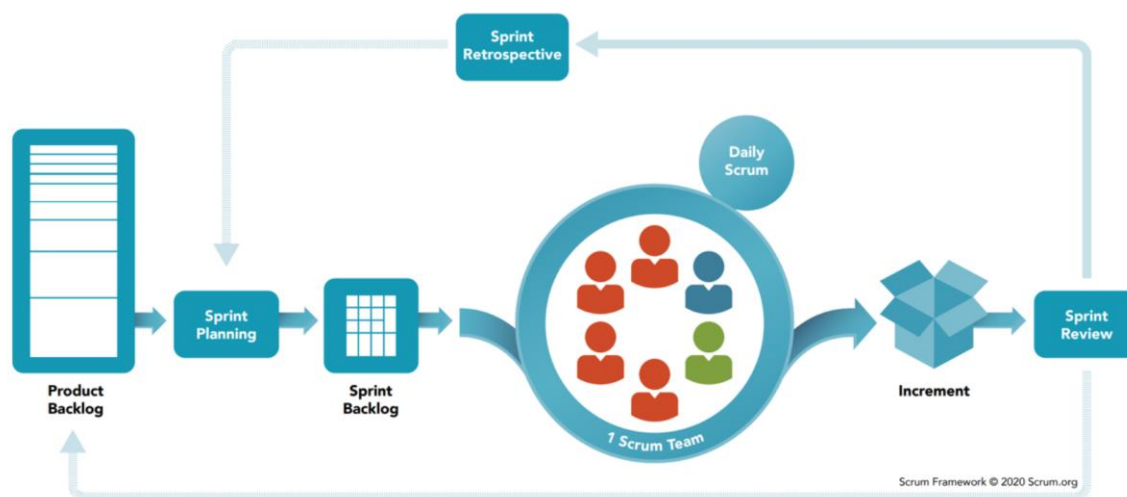 Sprint
Retrospective
Daily
Scrum
Sprint
Planning
Sprint
Review
Product
Backlog
Sprint
Backlog
Increment
1 Scrum Team
Scrum Framework © 2020 Scrum.org